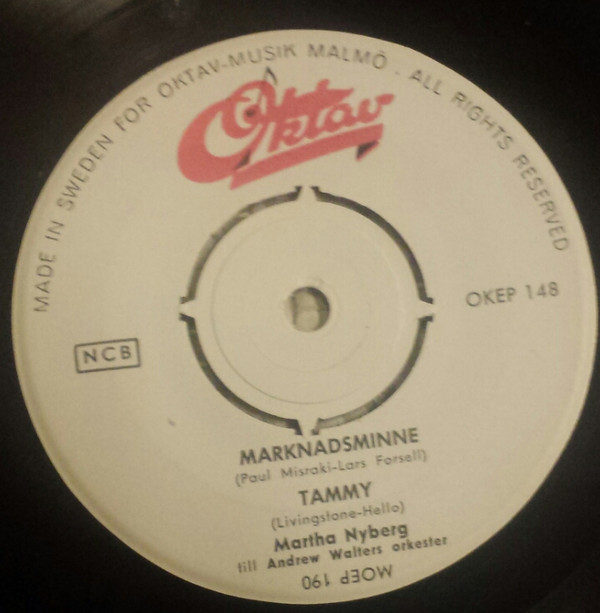 MADE IN SWEDEN FOR OKTAV-MUSIK MALMÖ . ALL RIGHTS RESERVED
Oktav
OKEP 148
NCB
MARKNADSMINNE
(Paul Misraki-Lars Forsell)
TAMMY
(Livingstone-Hello)
Martha Nyberg
till Andrew Walters orkester
MOEP 190